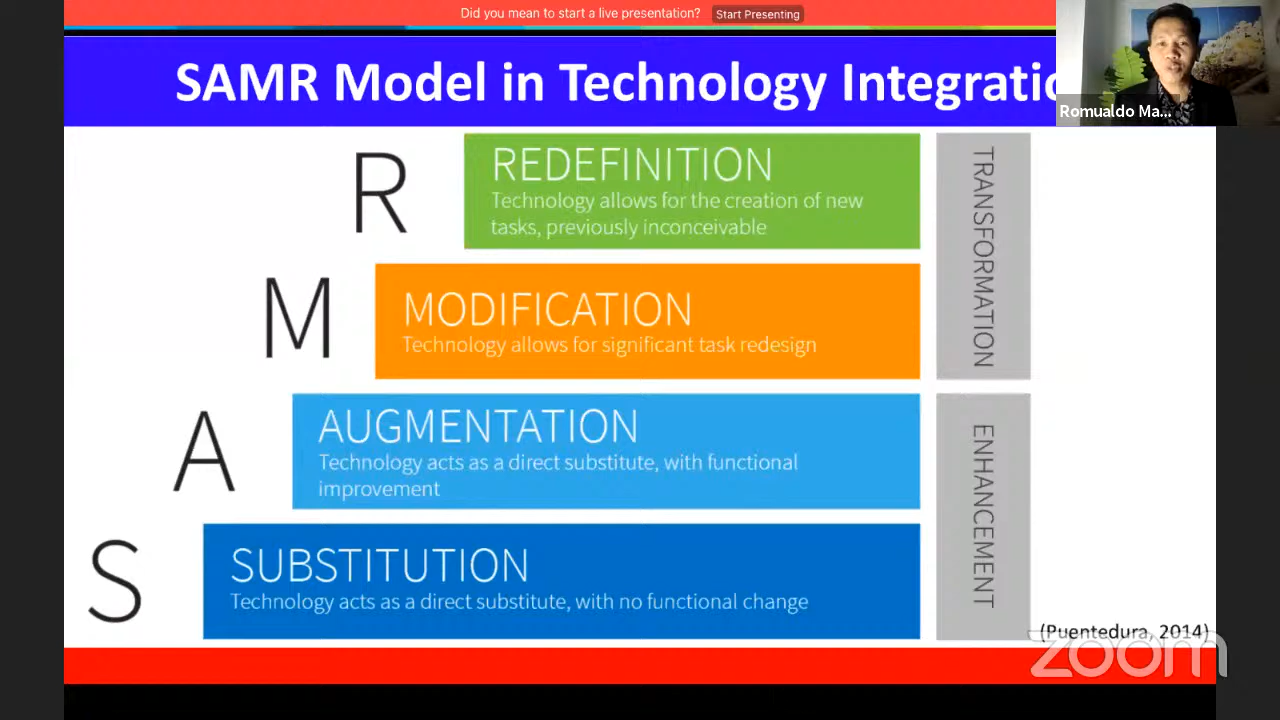 Did you mean to start a live presentation? Start Presenting
SAMR Model in Technology Integratio
Romualdo Ma...
R
REDEFINITION
Technology allows for the creation of new
tasks, previously inconceivable
M
MODIFICATION
Technology allows for significant task redesign
TRANSFORMATION
A
AUGMENTATION
Technology acts as a direct substitute, with functional
improvement
S
SUBSTITUTION
Technology acts as a direct substitute, with no functional change
ENHANCEMENT
(Puentedura, 2014)
zoom